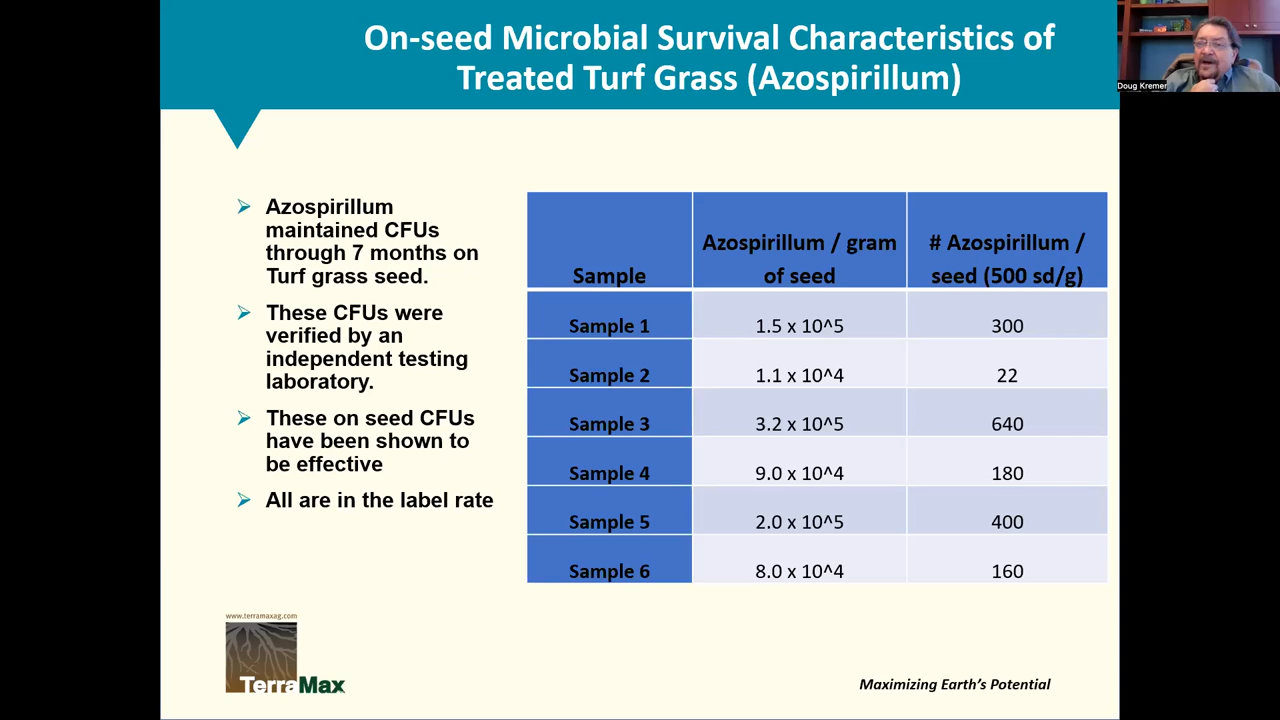 On-seed Microbial Survival Characteristics of
Treated Turf Grass (Azospirillum)
Doug Kremer
Azospirillum
maintained CFUs
through 7 months on
Turf grass seed.
These CFUs were
verified by an
independent testing
laboratory.
These on seed CFUs
have been shown to
be effective
All are in the label rate
Sample
Azospirillum / gram
of seed
# Azospirillum /
seed (500 sd/g)
Sample 1 1.5 x 10^5 300
Sample 2 1.1 x 10^4 22
Sample 3 3.2 x 10^5 640
Sample 4 9.0 x 10^4 180
Sample 5 2.0 x 10^5 400
Sample 6 8.0 x 10^4 160
www.terramaxag.com
TerraMax
Maximizing Earth's Potential